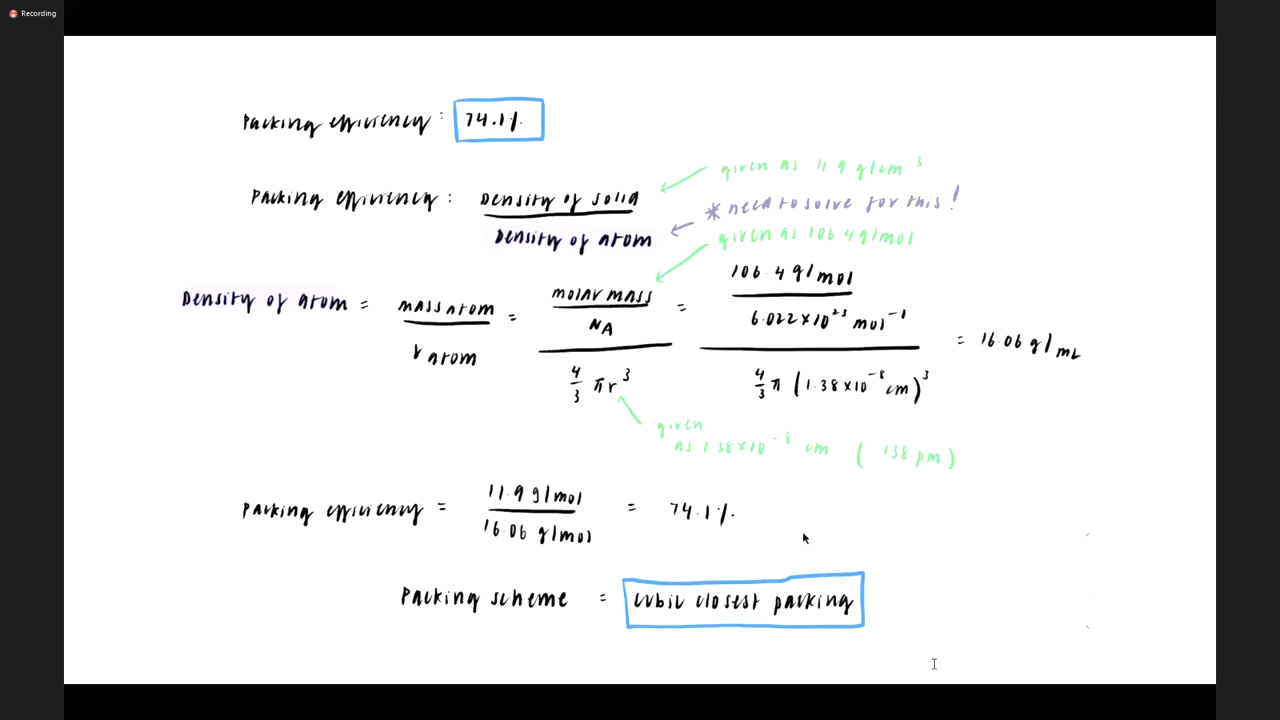 Recording
Packing efficiency: 74.1%
given as 11.9 g/cm³
Packing efficiency: Density of solid / Density of atom
* need to solve for this!
given as 106.4 g/mol
Density of atom = mass atom / V atom = (molar mass / NA) / (4/3 πr³) = (106.4 g/mol / 6.022×10²³ mol⁻¹) / (4/3 π (1.38×10⁻⁸ cm)³) = 16.06 g/mL
given
as 1.38×10⁻⁸ cm (138 pm)
Packing efficiency = 11.9 g/mol / 16.06 g/mol = 74.1%
Packing scheme = cubic closest packing